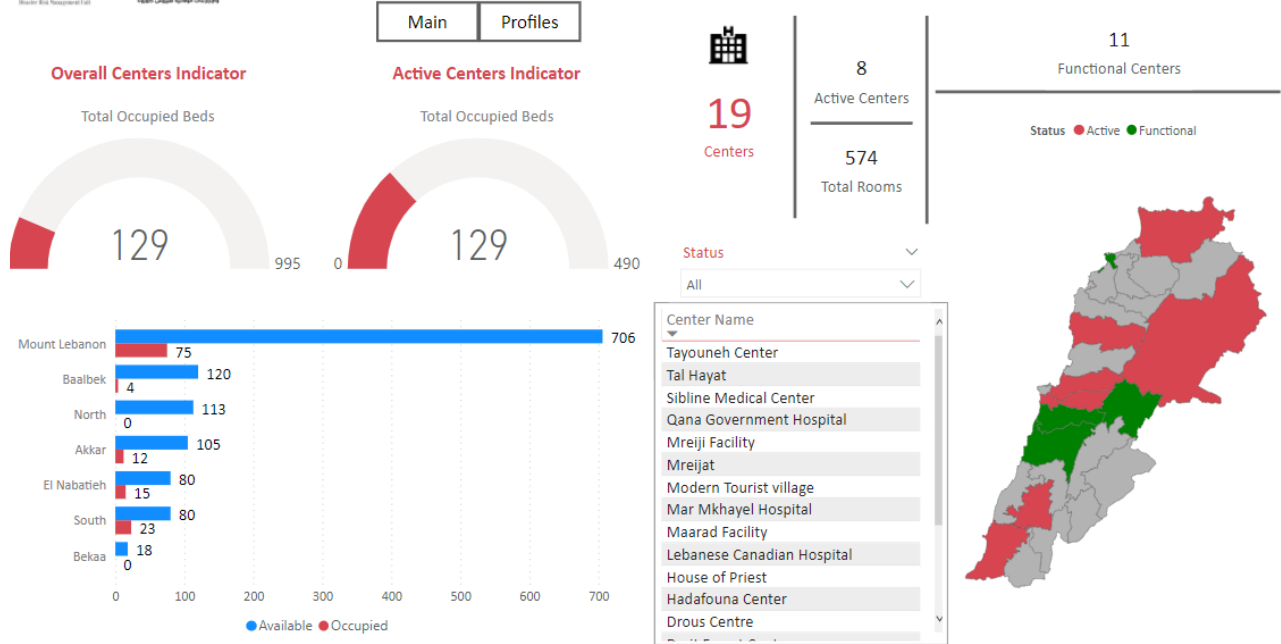 Disaster Risk Management Unit
Main
Profiles
Overall Centers Indicator
Total Occupied Beds
129
995
Active Centers Indicator
Total Occupied Beds
129
0
490
19
Centers
8
Active Centers
574
Total Rooms
11
Functional Centers
Status Active Functional
Status
All
Center Name
Tayouneh Center
Tal Hayat
Sibline Medical Center
Qana Government Hospital
Mreiji Facility
Mreijat
Modern Tourist village
Mar Mkhayel Hospital
Maarad Facility
Lebanese Canadian Hospital
House of Priest
Hadafouna Center
Drous Centre
Mount Lebanon
706
75
Baalbek
120
4
North
113
0
Akkar
105
12
El Nabatieh
80
15
South
80
23
Bekaa
18
0
0 100 200 300 400 500 600 700
Available Occupied